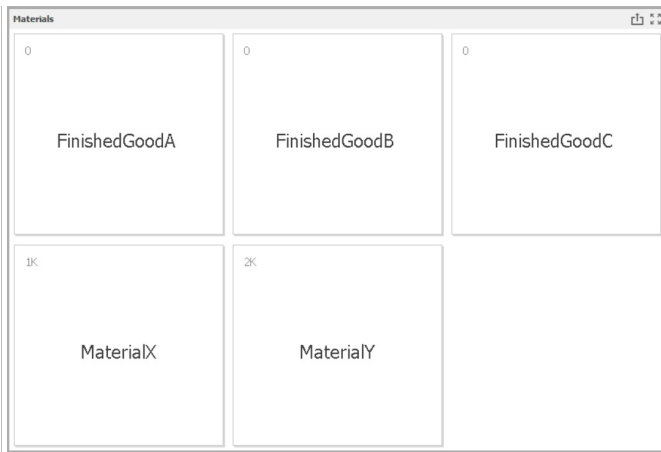 Materials
0
0
0
FinishedGoodA
FinishedGoodB
FinishedGoodC
1K
2K
MaterialX
MaterialY